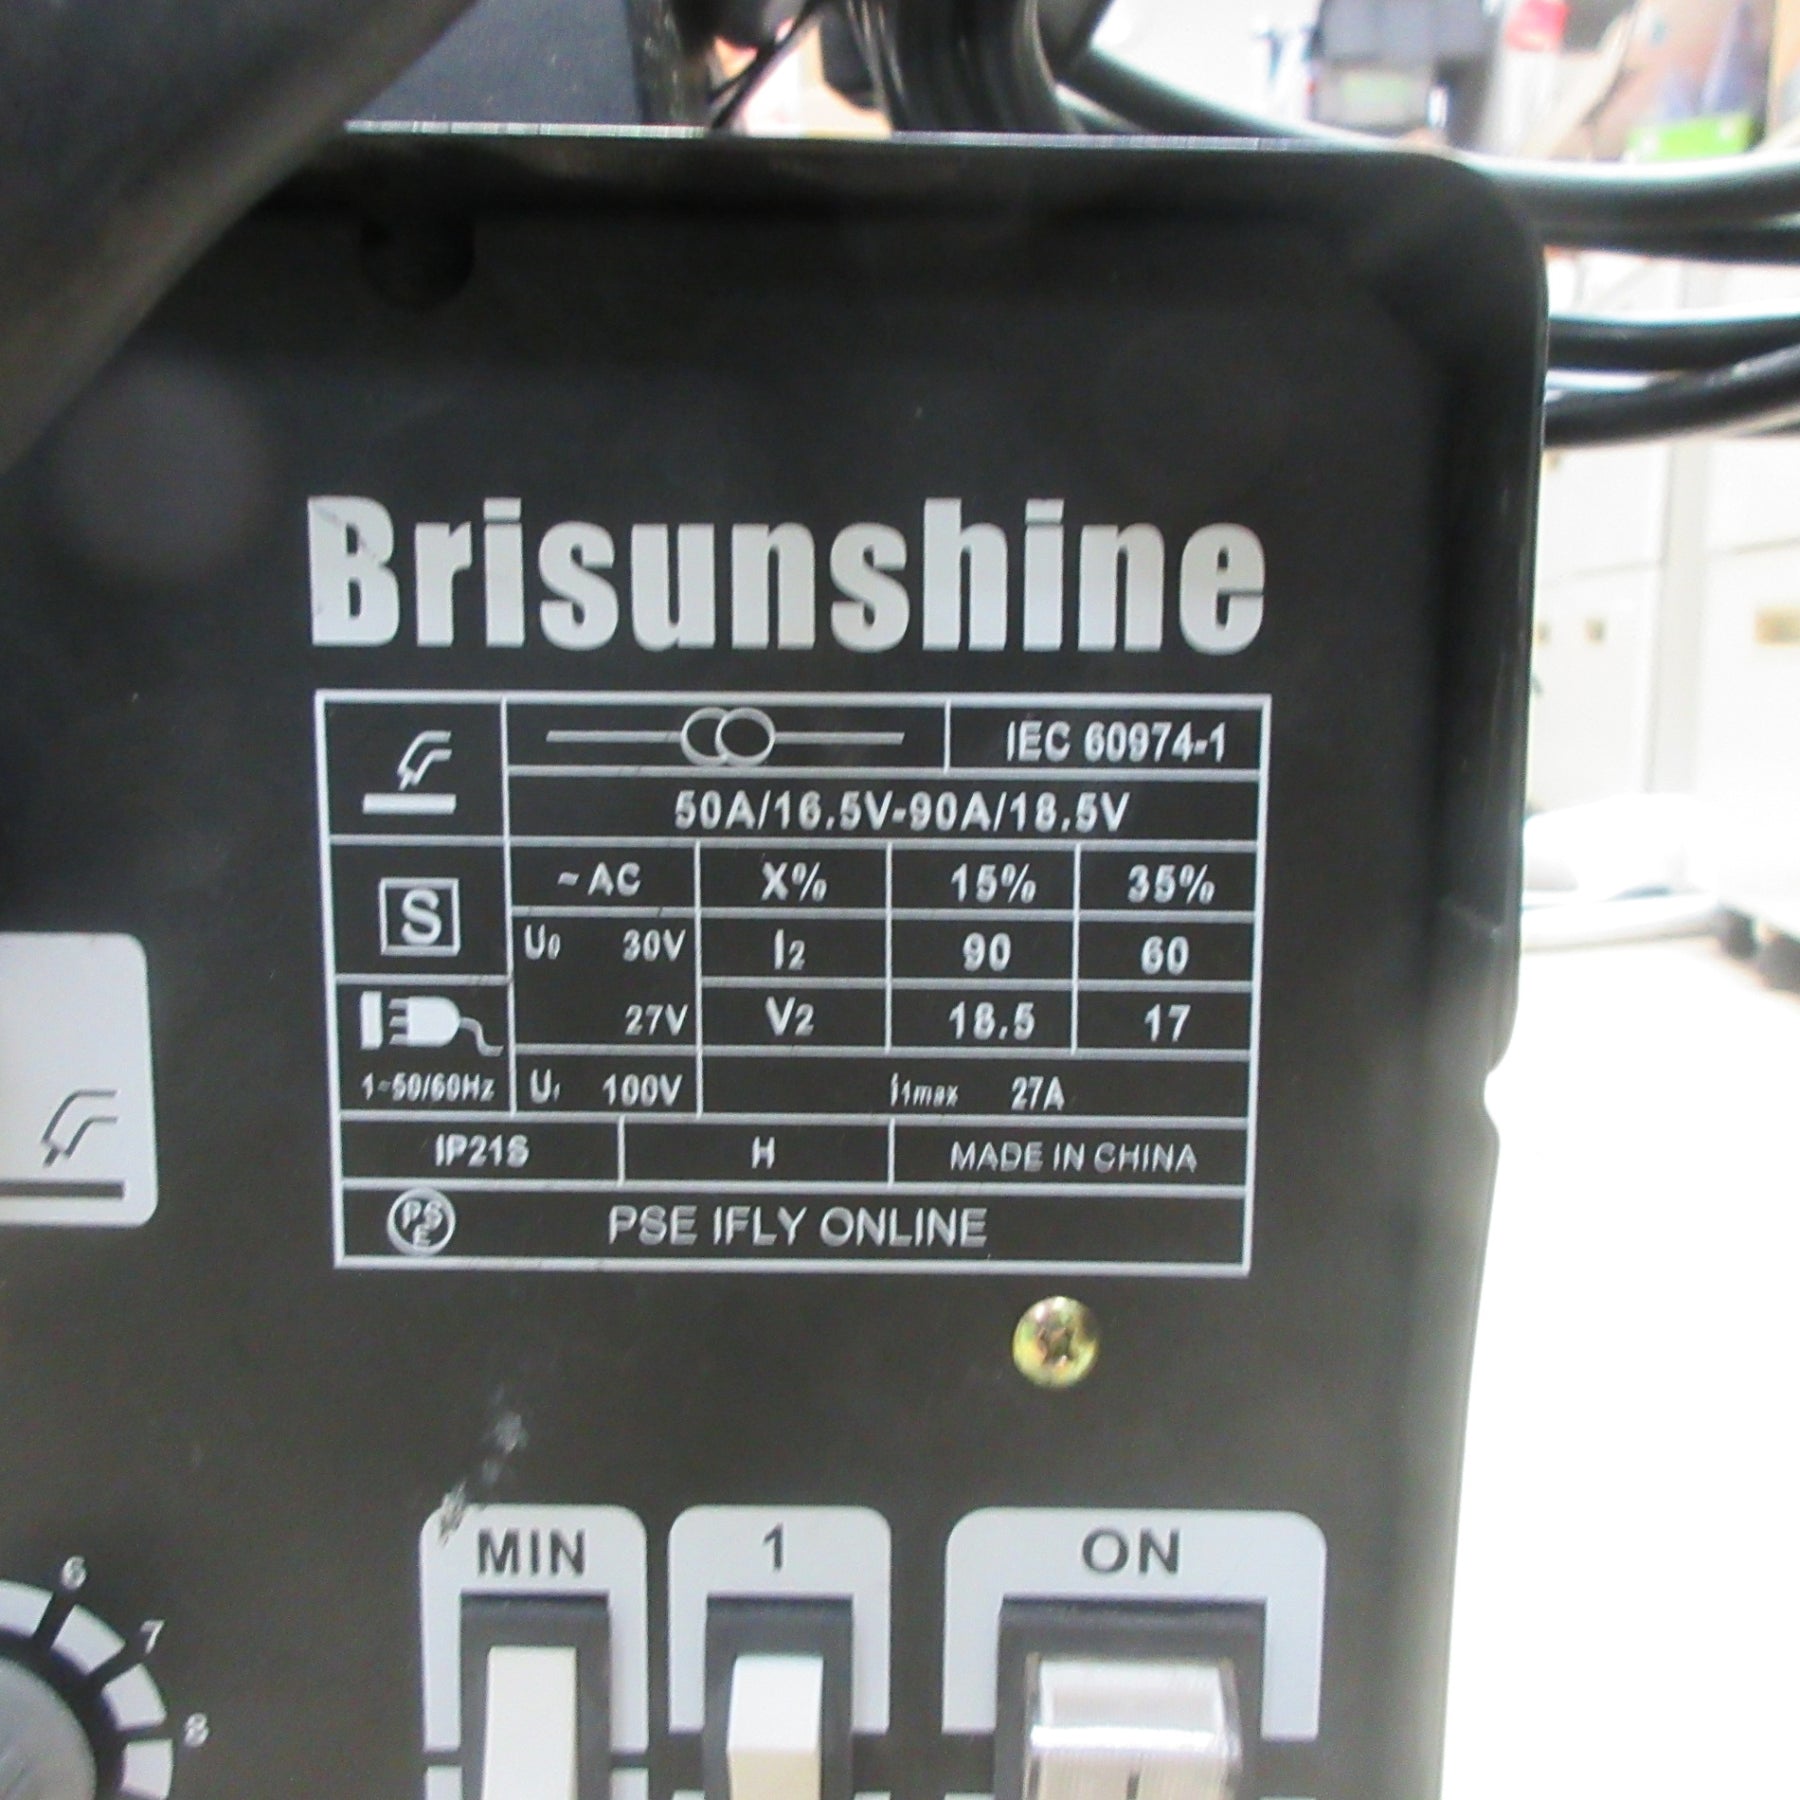 Brisunshine
IEC 60974-1
50A/16.5V-90A/18.5V
S
~AC X% 15% 35%
U0 30V I2 90 60
27V V2 18.5 17
1~50/60Hz U1 100V I1max 27A
IP21S H MADE IN CHINA
PSE PSE IFLY ONLINE
MIN 1 ON
6
7
8